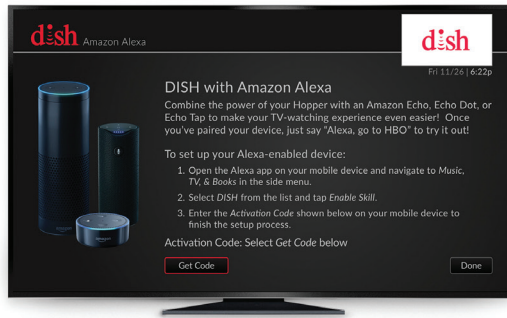 dish Amazon Alexa
dish
Fri 11/26 | 6:22p
DISH with Amazon Alexa
Combine the power of your Hopper with an Amazon Echo, Echo Dot, or
Echo Tap to make your TV-watching experience even easier! Once
you've paired your device, just say "Alexa, go to HBO" to try it out!
To set up your Alexa-enabled device:
1. Open the Alexa app on your mobile device and navigate to Music,
TV, & Books in the side menu.
2. Select DISH from the list and tap Enable Skill.
3. Enter the Activation Code shown below on your mobile device to
finish the setup process.
Activation Code: Select Get Code below
Get Code
Done